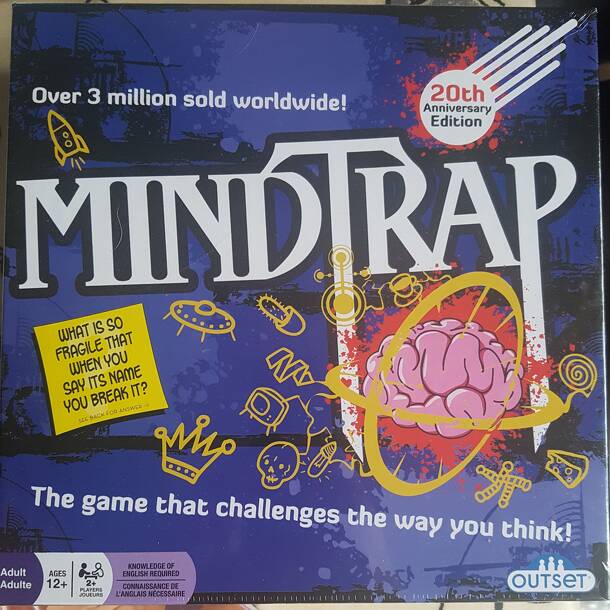 Over 3 million sold worldwide!
20th
Anniversary
Edition
MINDTRAP
WHAT IS SO
FRAGILE THAT
WHEN YOU
SAY ITS NAME
YOU BREAK IT?
SEE BACK FOR ANSWER →
The game that challenges the way you think!
Adult
Adulte
AGES
12+
2+
PLAYERS
JOUEURS
KNOWLEDGE OF
ENGLISH REQUIRED
CONNAISSANCE DE
L'ANGLAIS NÉCESSAIRE
OUTSET